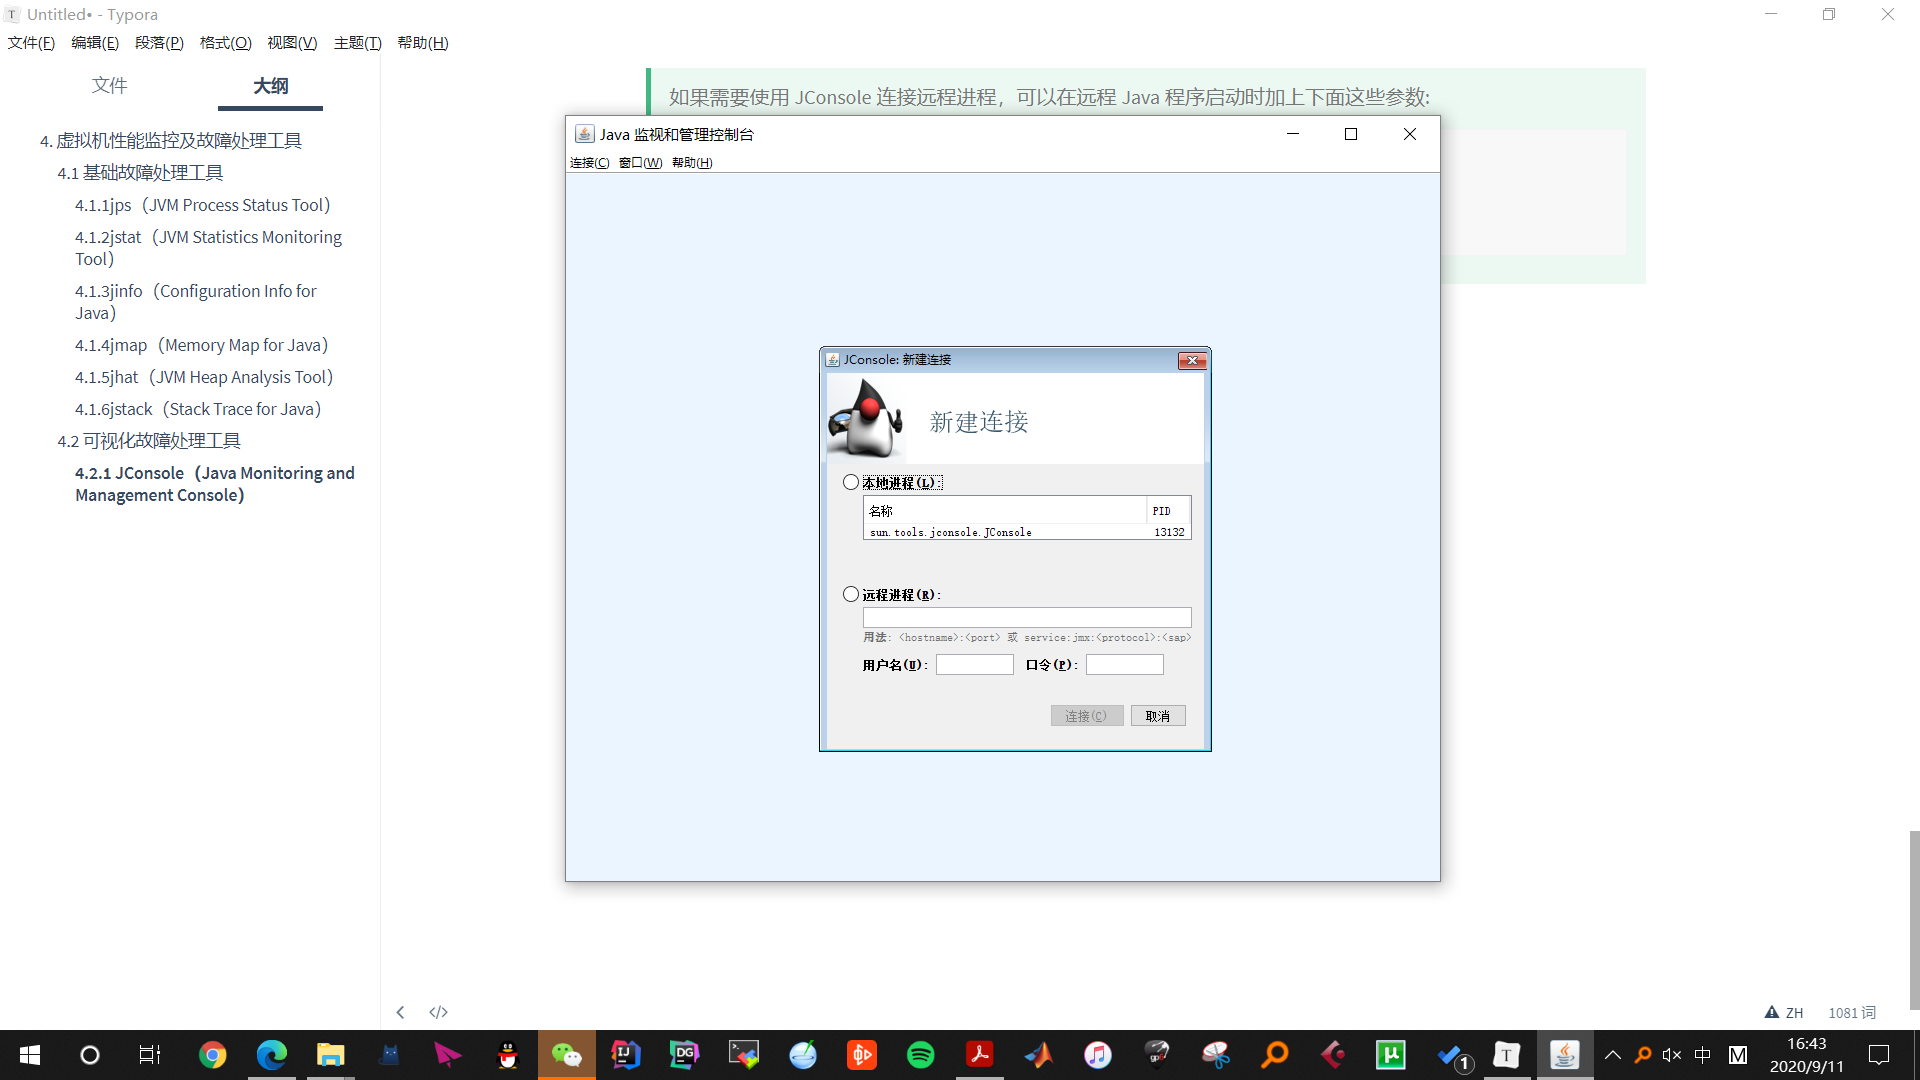 Untitled• - Typora
文件(F) 编辑(E) 段落(P) 格式(O) 视图(V) 主题(T) 帮助(H)
文件 大纲
4. 虚拟机性能监控及故障处理工具
4.1 基础故障处理工具
4.1.1jps（JVM Process Status Tool）
4.1.2jstat（JVM Statistics Monitoring
Tool）
4.1.3jinfo（Configuration Info for
Java）
4.1.4jmap（Memory Map for Java）
4.1.5jhat（JVM Heap Analysis Tool）
4.1.6jstack（Stack Trace for Java）
4.2 可视化故障处理工具
4.2.1 JConsole（Java Monitoring and
Management Console）
如果需要使用 JConsole 连接远程进程，可以在远程 Java 程序启动时加上下面这些参数:
Java 监视和管理控制台
连接(C) 窗口(W) 帮助(H)
JConsole: 新建连接
新建连接
本地进程(L):
名称 PID
sun.tools.jconsole.JConsole 13132
远程进程(R):
用法: <hostname>:<port> 或 service:jmx:<protocol>:<sap>
用户名(U): 口令(P):
连接(C) 取消
</> ZH 1081 词
T IJ DG µ 1 T 中 M
16:43
2020/9/11